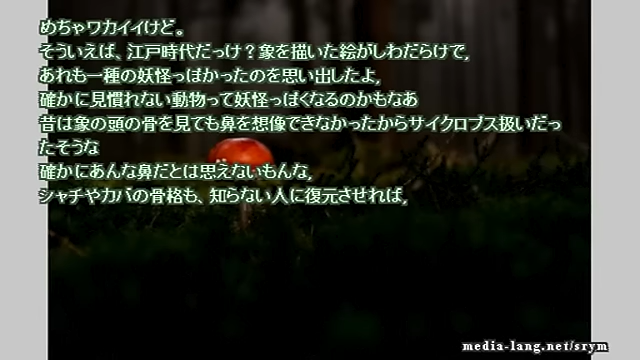 めちゃワカイイけど。
そういえば、江戸時代だっけ？象を描いた絵がしわだらけで,
あれも一種の妖怪っぽかったのを思い出したよ,
確かに見慣れない動物って妖怪っぽくなるのかもなあ
昔は象の頭の骨を見ても鼻を想像できなかったからサイクロプス扱いだっ
たそうな
確かにあんな鼻だとは思えないもんな,
シャチやカバの骨格も、知らない人に復元させれば,
media-lang.net/srym